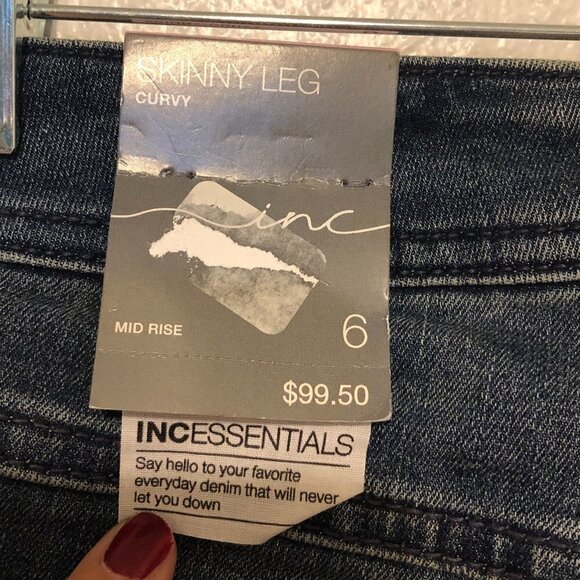 SKINNY LEG
CURVY
inc
MID RISE
6
$99.50
INCESSENTIALS
Say hello to your favorite
everyday denim that will never
let you down